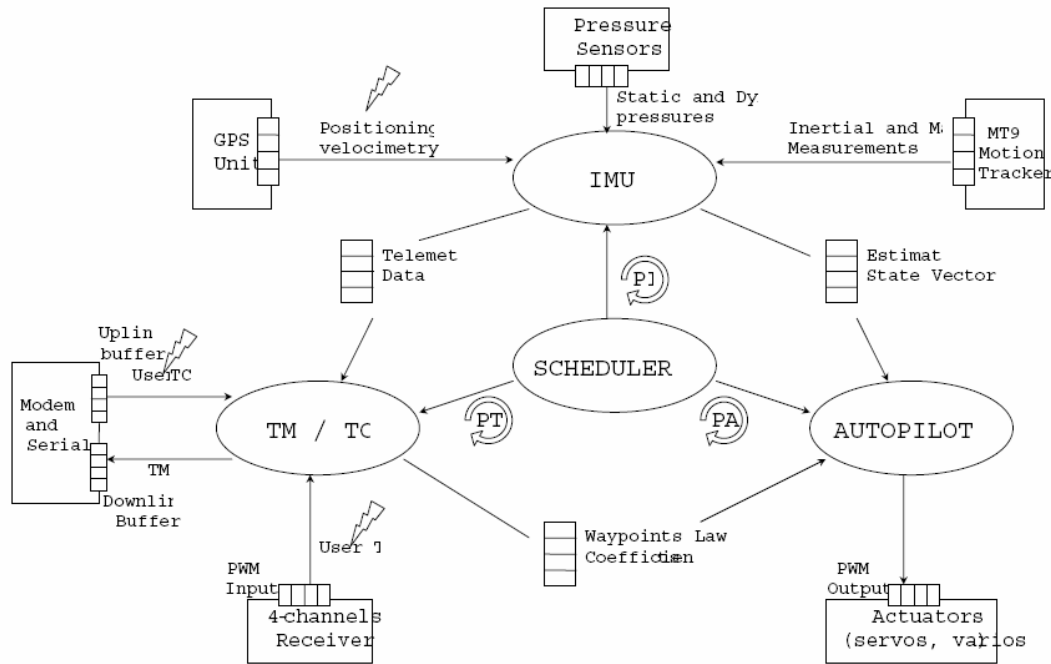 Pressure
Sensors
Static and Dy
pressures
GPS
Unit
Positioning
velocimetry
Inertial and M
Measurements
MT9
Motion
Tracker
IMU
Telemet
Data
Estimat
State Vector
PI
Uplin
buffer
UserTC
SCHEDULER
Modem
and
Serial
TM / TC
PT
PA
AUTOPILOT
TM
Downlin
Buffer
User T
Waypoints Law
Coefficien
PWM
Input
PWM
Output
4-channels
Receiver
Actuators
(servos, varios